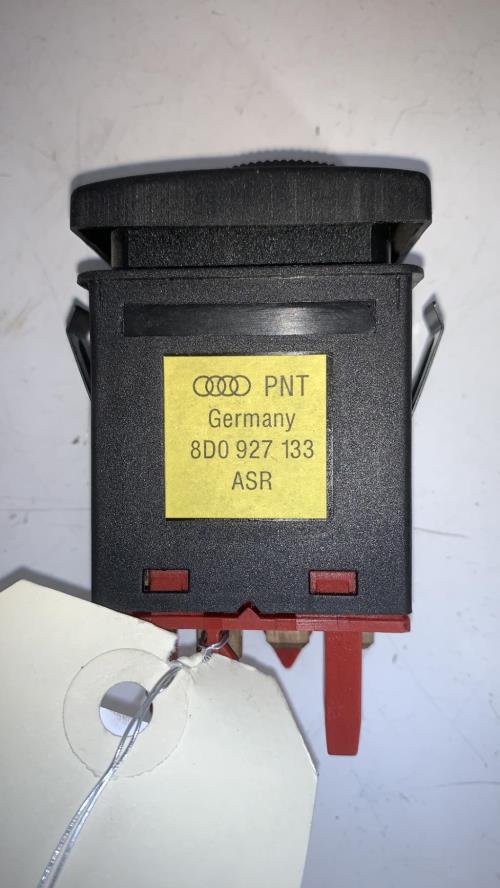 PNT
Germany
8D0 927 133
ASR